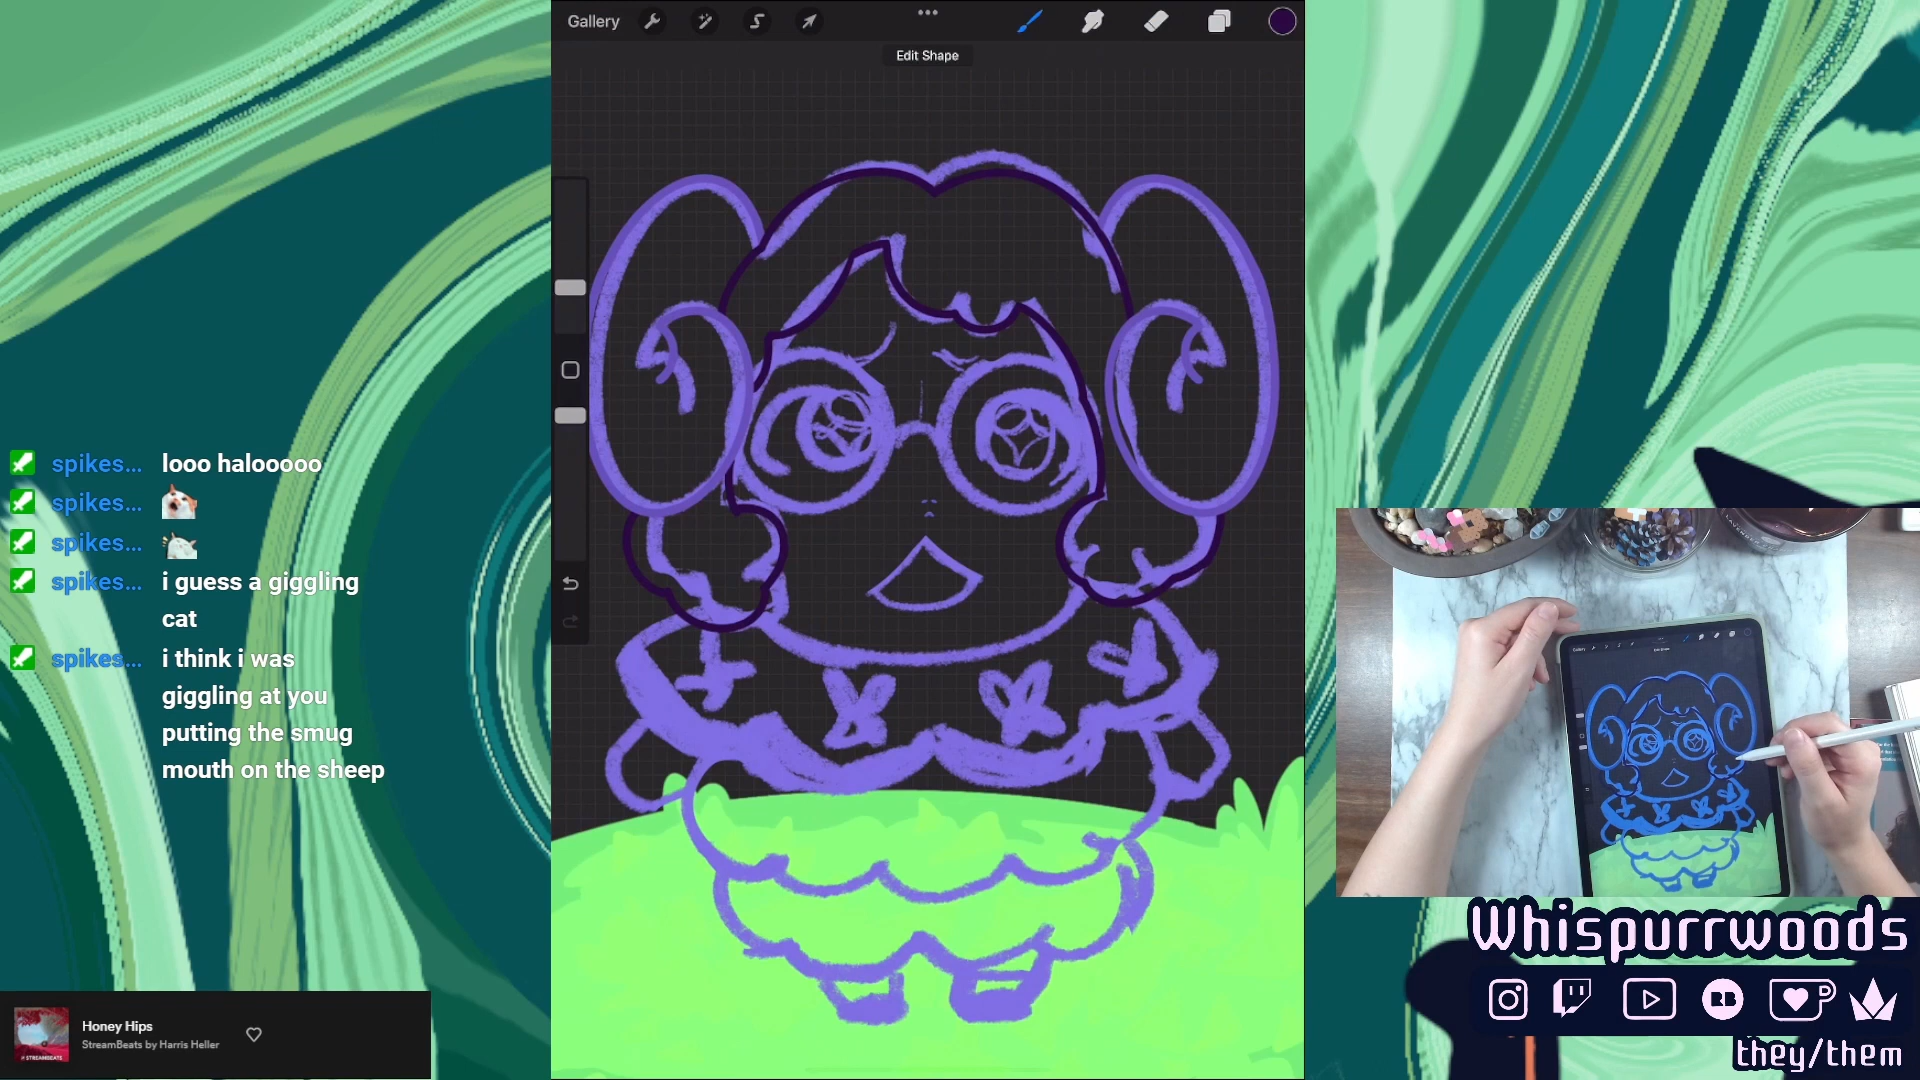 Gallery
Edit Shape
spikes... looo halooooo
spikes...
spikes...
spikes... i guess a giggling
cat
spikes... i think i was
giggling at you
putting the smug
mouth on the sheep
Honey Hips
StreamBeats by Harris Heller
Whispurrwoods
they/them